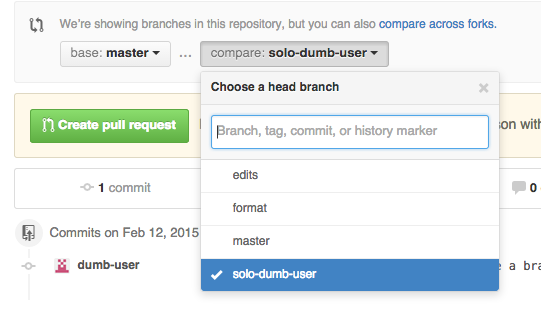 We're showing branches in this repository, but you can also compare across forks.
base: master ... compare: solo-dumb-user
Choose a head branch
Create pull request
son with
Branch, tag, commit, or history marker
1 commit
0
edits
format
master
solo-dumb-user
Commits on Feb 12, 2015
dumb-user
a bra